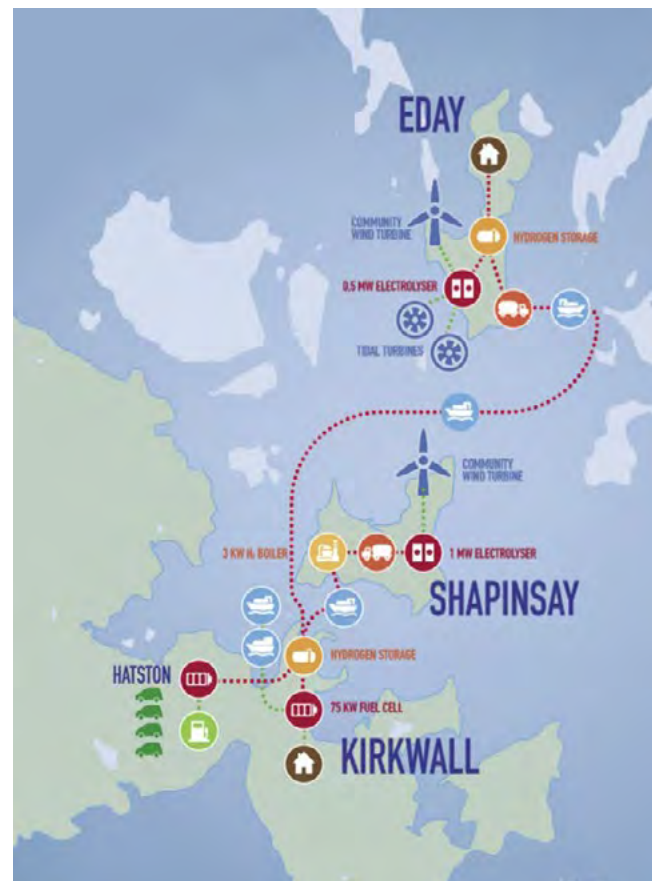 EDAY
COMMUNITY
WIND TURBINE
HYDROGEN STORAGE
0.5 MW ELECTROLYSER
TIDAL TURBINES
COMMUNITY
WIND TURBINE
3 KW H₂ BOILER
1 MW ELECTROLYSER
SHAPINSAY
HYDROGEN STORAGE
HATSTON
75 KW FUEL CELL
KIRKWALL